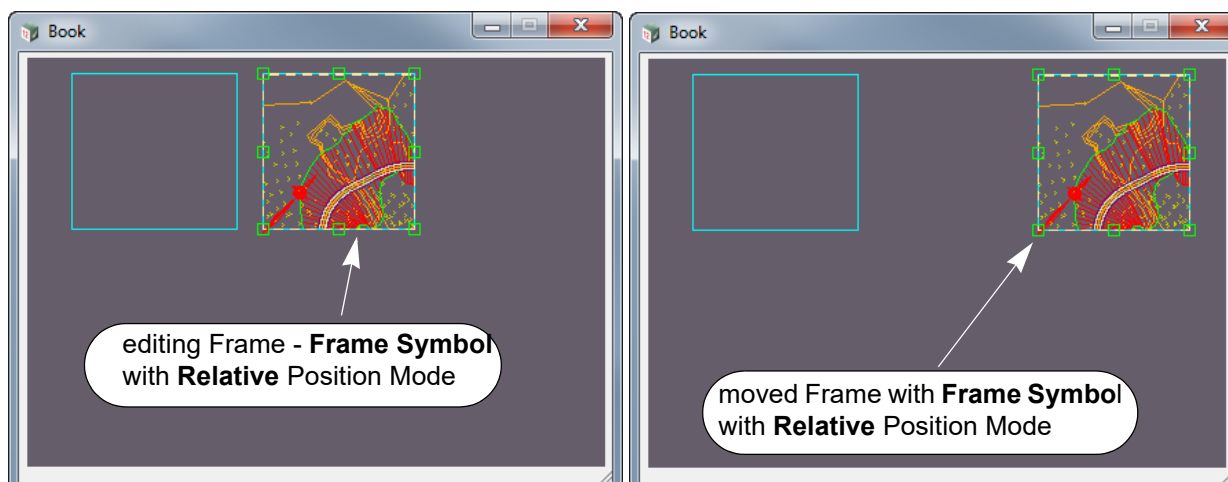 Book
editing Frame - Frame Symbol
with Relative Position Mode
Book
moved Frame with Frame Symbol
with Relative Position Mode